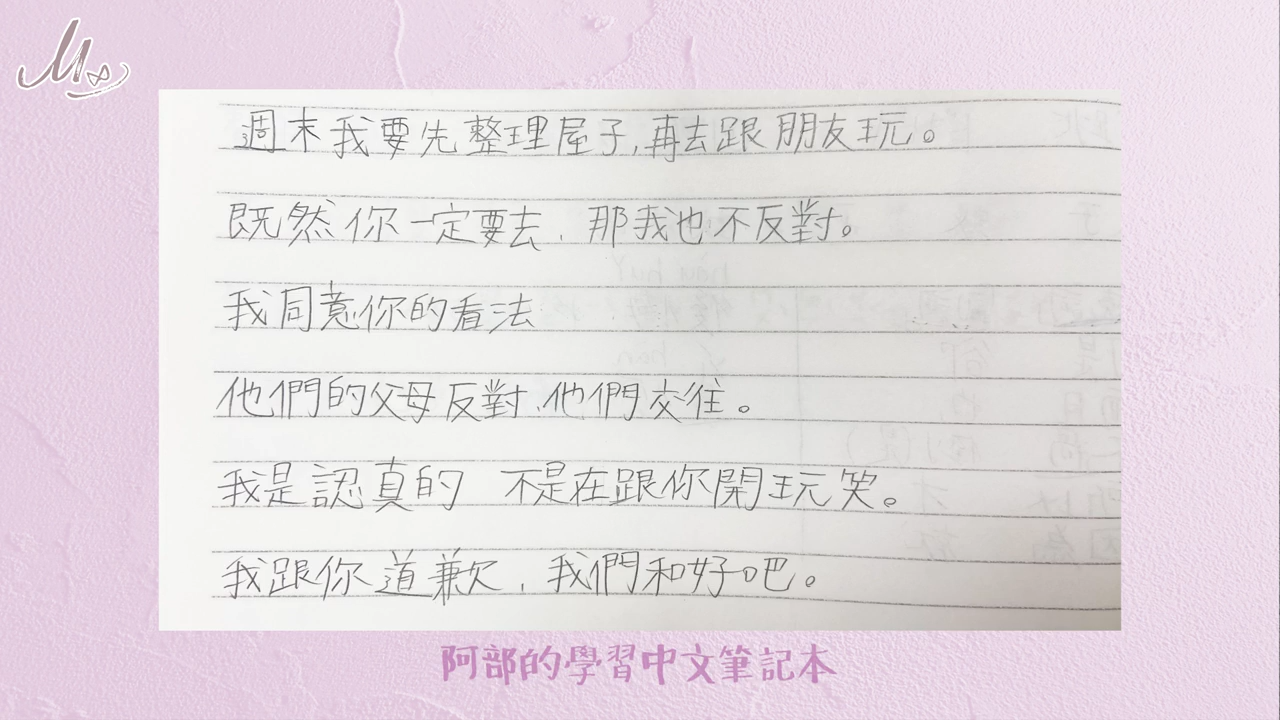 週末我要先整理屋子,再去跟朋友玩。
既然你一定要去,那我也不反對。
我同意你的看法
他們的父母反對,他們交往。
我是認真的 不是在跟你開玩笑。
我跟你道歉,我們和好吧。
阿部的學習中文筆記本